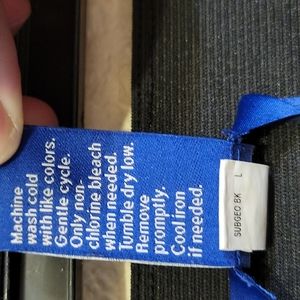 Machine
wash cold
with like colors.
Gentle cycle.
Only non-
chlorine bleach
when needed.
Tumble dry low.
Remove
promptly.
Cool iron
if needed.
SUBGEO BK L